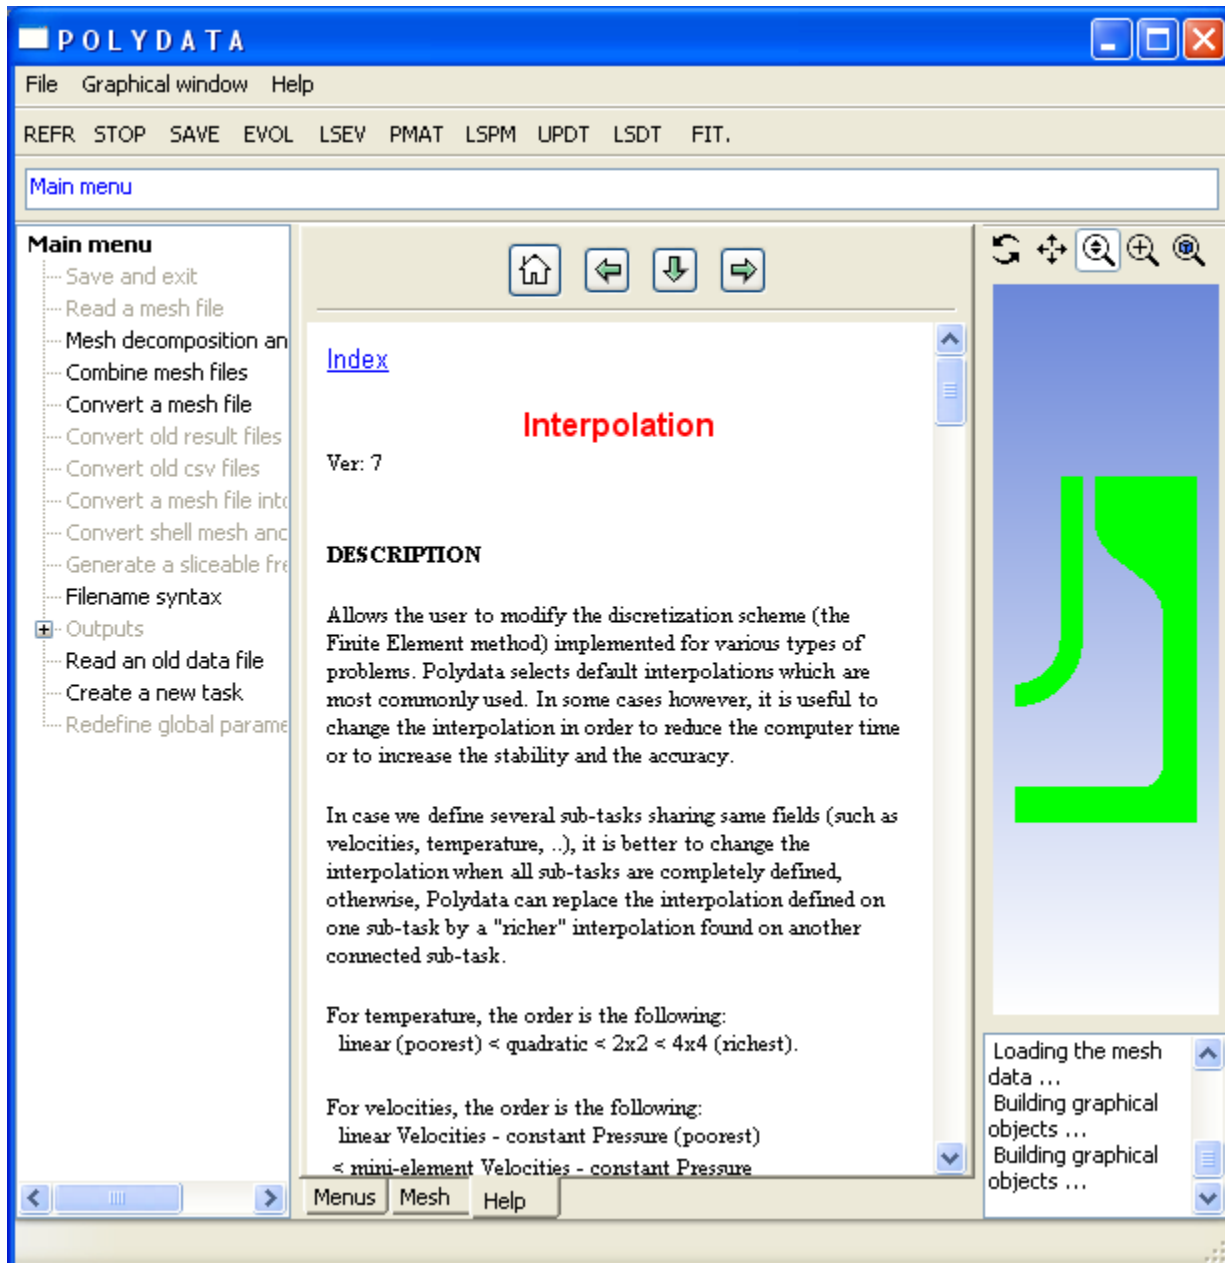 POLYDATA
File Graphical window Help
REFR STOP SAVE EVOL LSEV PMAT LSPM UPDT LSDT FIT.
Main menu
Main menu
Save and exit
Read a mesh file
Mesh decomposition an
Combine mesh files
Convert a mesh file
Convert old result files
Convert old csv files
Convert a mesh file into
Convert shell mesh and
Generate a sliceable fre
Filename syntax
Outputs
Read an old data file
Create a new task
Redefine global parame
Index
Interpolation
Ver: 7
DESCRIPTION
Allows the user to modify the discretization scheme (the
Finite Element method) implemented for various types of
problems. Polydata selects default interpolations which are
most commonly used. In some cases however, it is useful to
change the interpolation in order to reduce the computer time
or to increase the stability and the accuracy.
In case we define several sub-tasks sharing same fields (such as
velocities, temperature, ..), it is better to change the
interpolation when all sub-tasks are completely defined,
otherwise, Polydata can replace the interpolation defined on
one sub-task by a "richer" interpolation found on another
connected sub-task.
For temperature, the order is the following:
linear (poorest) < quadratic < 2x2 < 4x4 (richest).
For velocities, the order is the following:
linear Velocities - constant Pressure (poorest)
< mini-element Velocities - constant Pressure
Menus Mesh Help
Loading the mesh
data ...
Building graphical
objects ...
Building graphical
objects ...